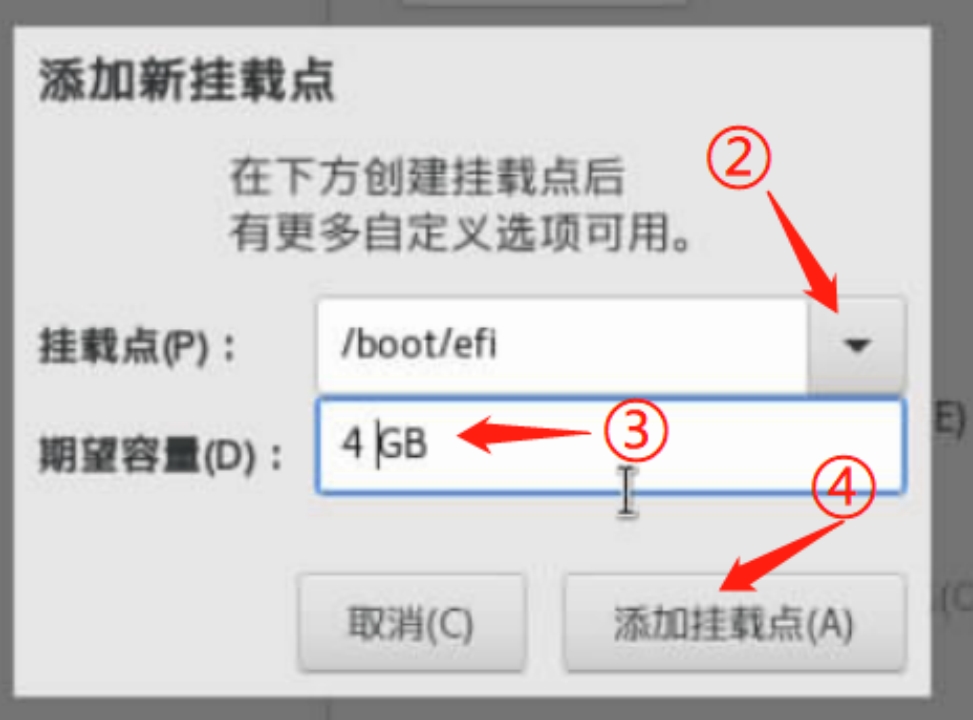 添加新挂载点
②
在下方创建挂载点后
有更多自定义选项可用。
挂载点(P)： /boot/efi
期望容量(D)： 4 GB
③
E)
④
取消(C) 添加挂载点(A)
(C